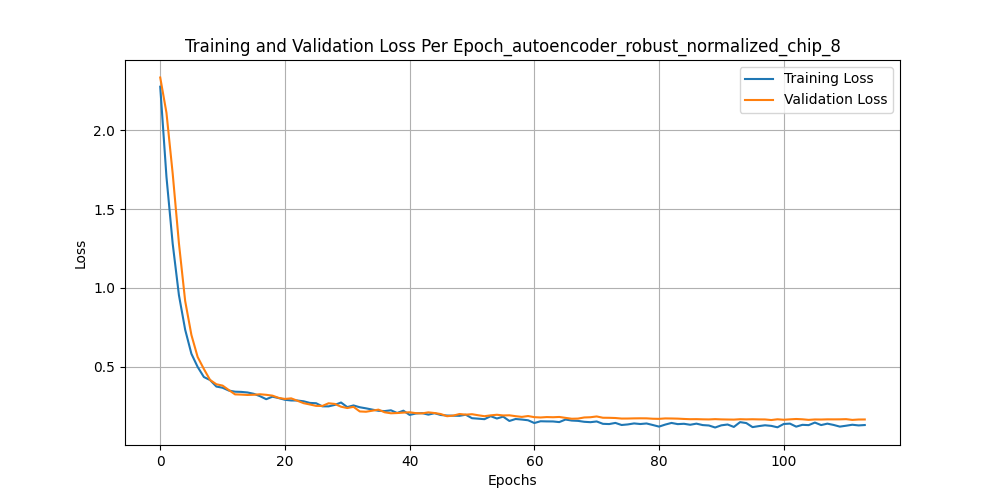 Training and Validation Loss Per Epoch_autoencoder_robust_normalized_chip_8
Training Loss
Validation Loss
2.0
1.5
1.0
0.5
Loss
0 20 40 60 80 100
Epochs